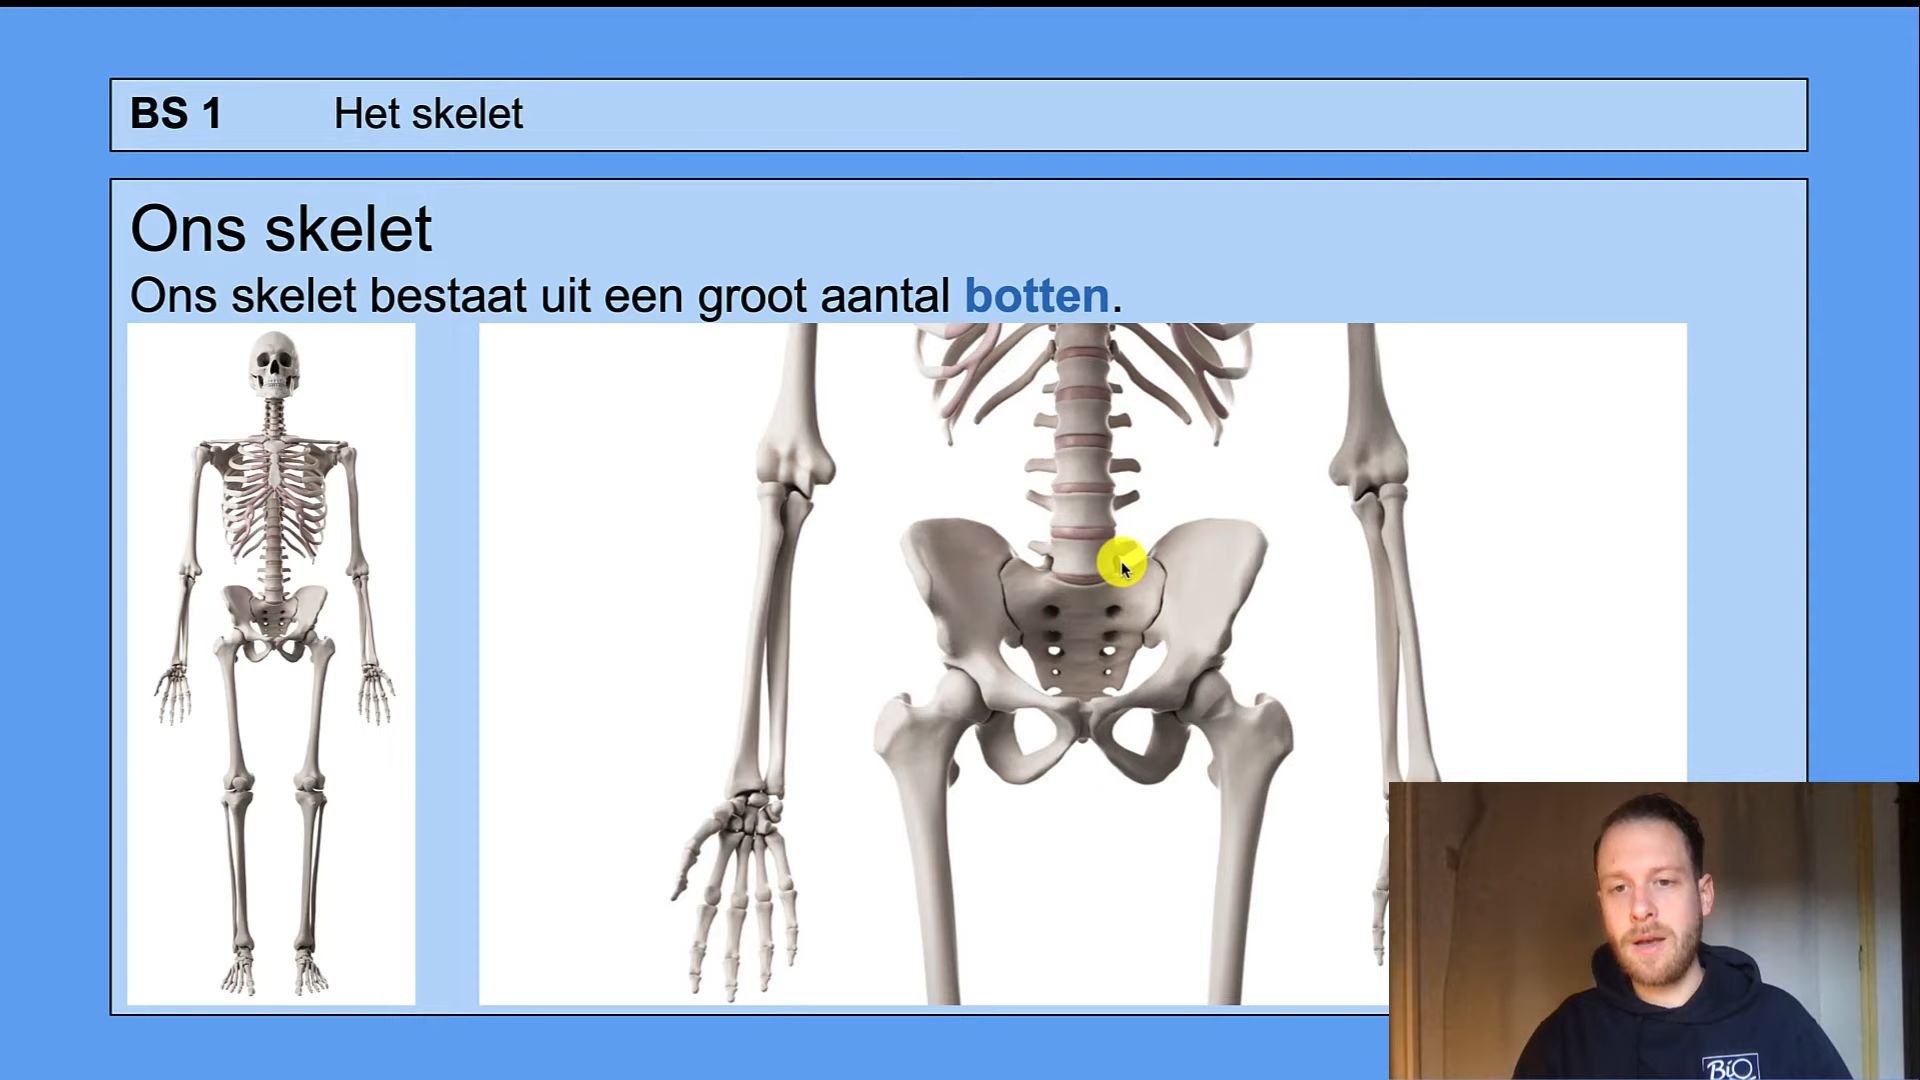 BS 1 Het skelet
Ons skelet
Ons skelet bestaat uit een groot aantal botten.
BiO